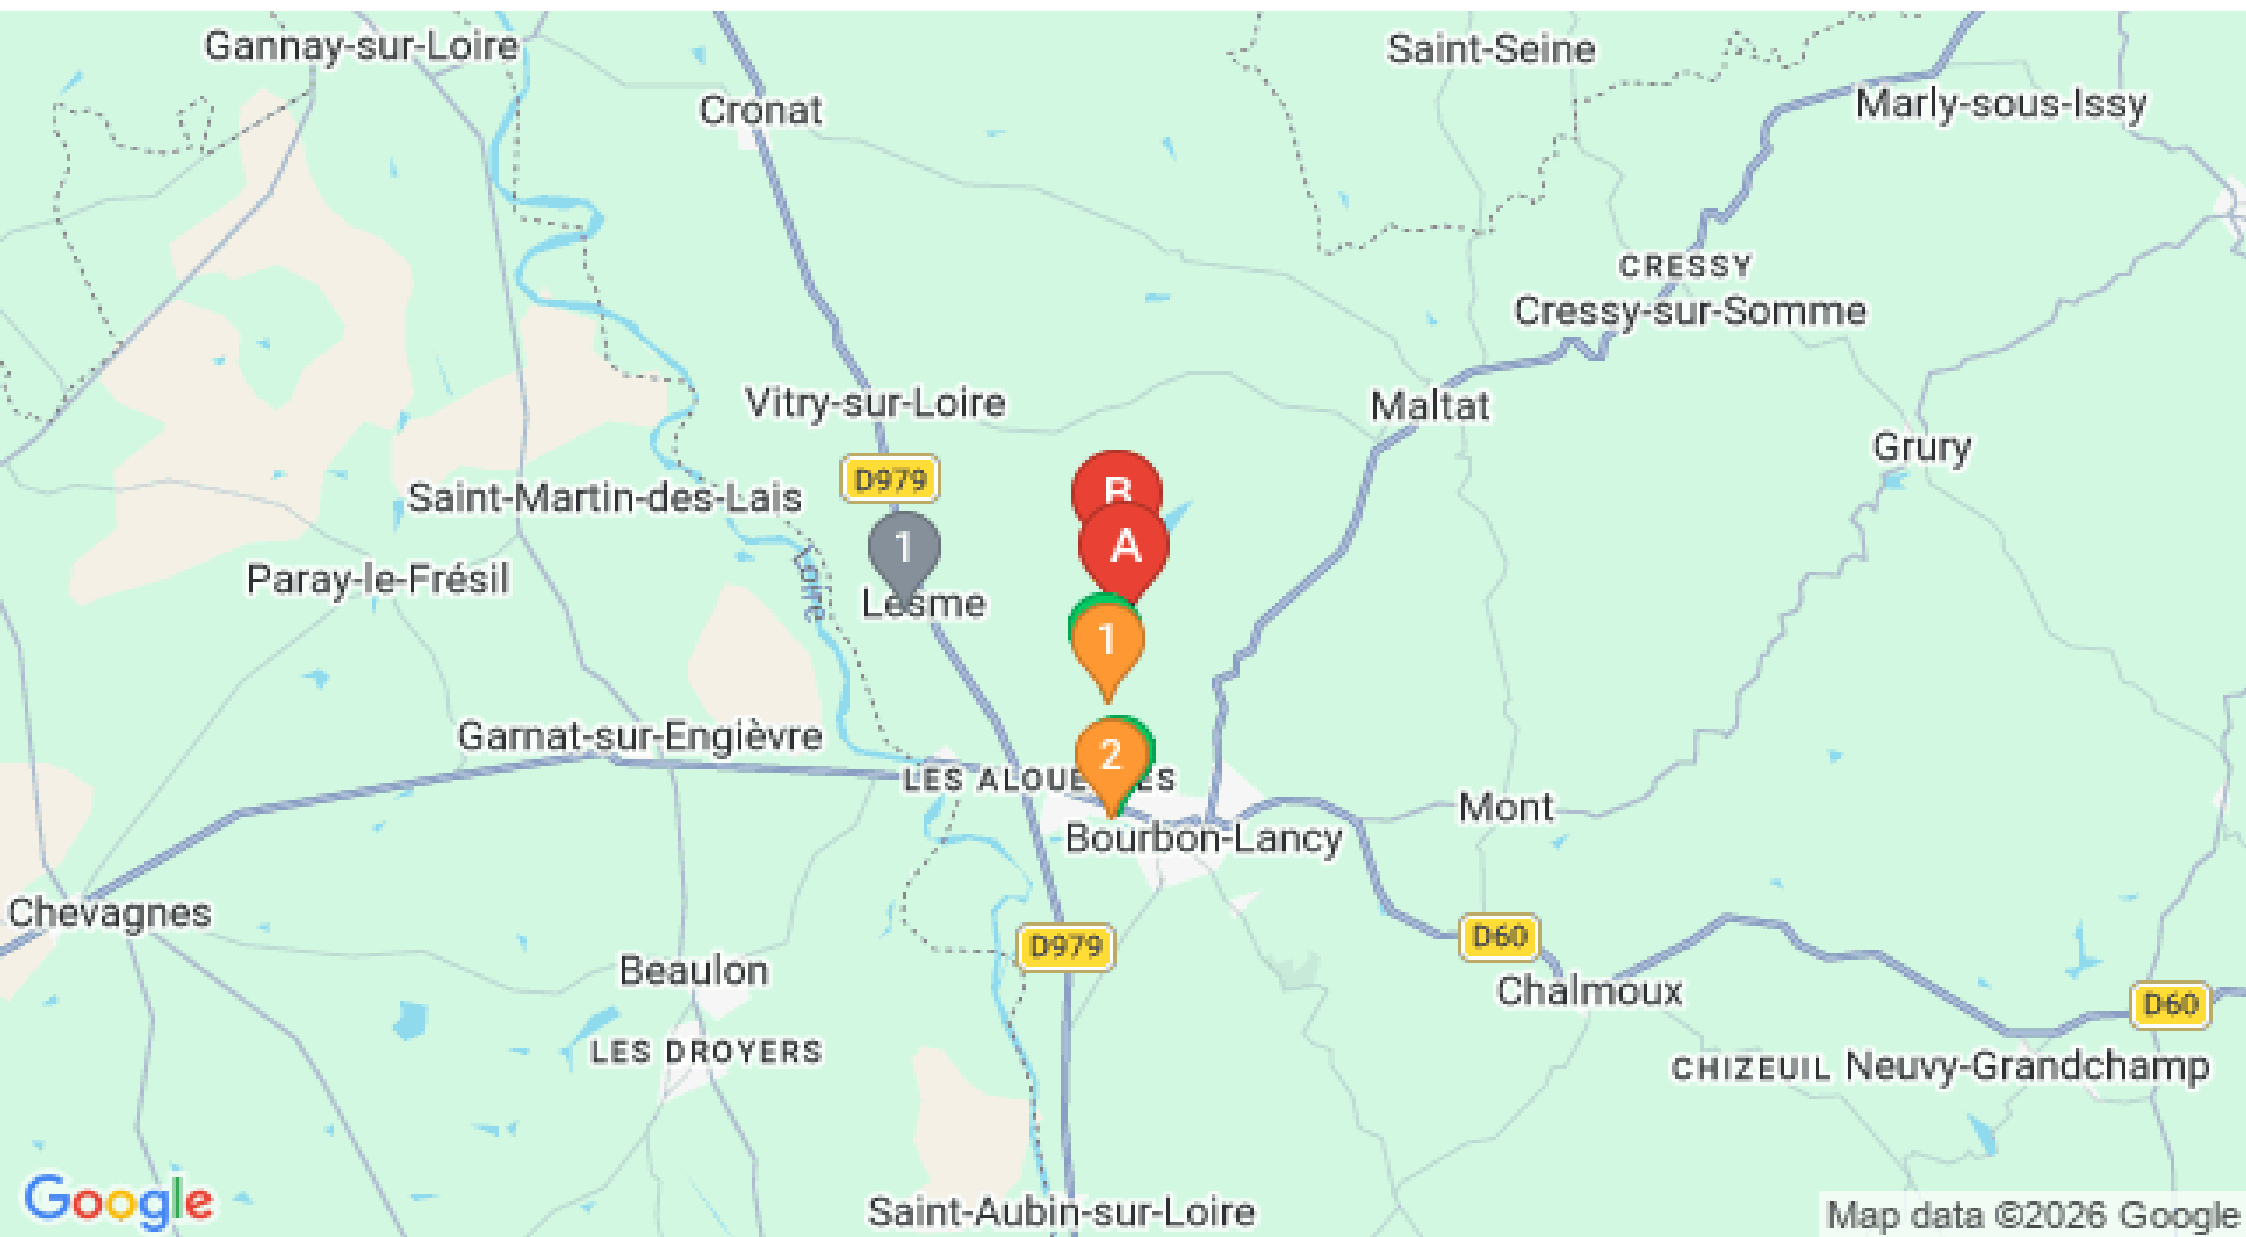 Gannay-sur-Loire
Saint-Seine
Cronat
Marly-sous-Issy
CRESSY
Cressy-sur-Somme
Vitry-sur-Loire
Maltat
Grury
D979
Saint-Martin-des-Lais
B
1
A
Paray-le-Frésil
Loire
Lesme
1
Garnat-sur-Engièvre
2
LES ALOUE ES
Mont
Bourbon-Lancy
Chevagnes
D979
D60
Beaulon
Chalmoux
D60
LES DROYERS
CHIZEUIL
Neuvy-Grandchamp
Google
Saint-Aubin-sur-Loire
Map data ©2026 Google